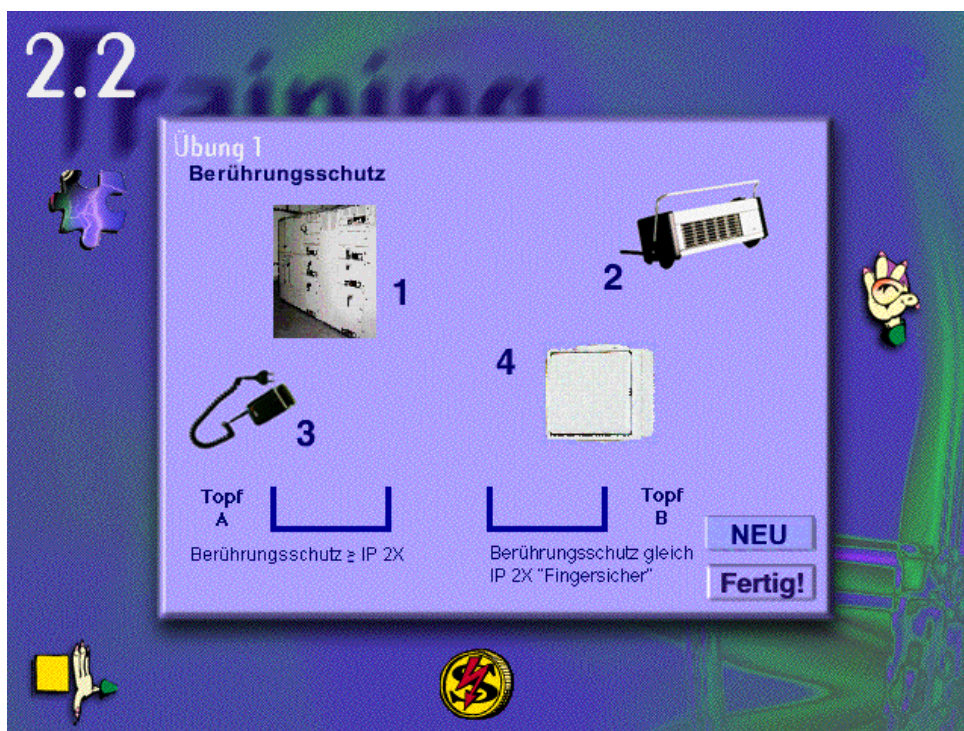 2.2
Training
Übung 1
Berührungsschutz
1
2
3
4
Topf
A
Berührungsschutz ≥ IP 2X
Topf
B
Berührungsschutz gleich
IP 2X "Fingersicher"
NEU
Fertig!